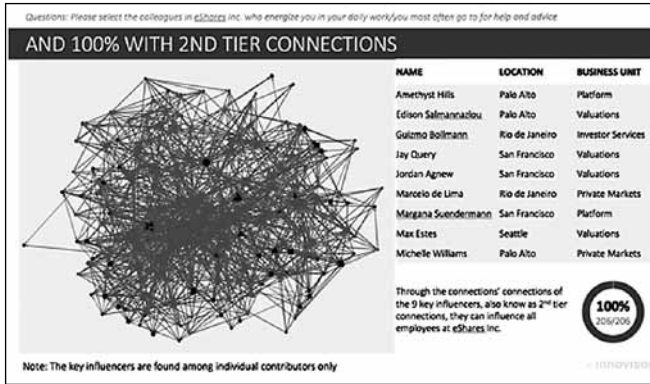 Questions: Please select the colleagues in eShares Inc. who energize you in your daily work/you most often go to for help and advice
AND 100% WITH 2ND TIER CONNECTIONS
NAME LOCATION BUSINESS UNIT
Amethyst Hills Palo Alto Platform
Edison Salmannazlou Palo Alto Valuations
Guizmo Bollmann Rio de Janeiro Investor Services
Jay Query San Francisco Valuations
Jordan Agnew San Francisco Valuations
Marcelo de Lima Rio de Janeiro Private Markets
Margana Suendermann San Francisco Platform
Max Estes Seattle Valuations
Michelle Williams Palo Alto Private Markets
Through the connections' connections of
the 9 key influencers, also know as 2nd tier
connections, they can influence all
employees at eShares Inc.
100%
206/206
Note: The key influencers are found among individual contributors only
INNOVISOR